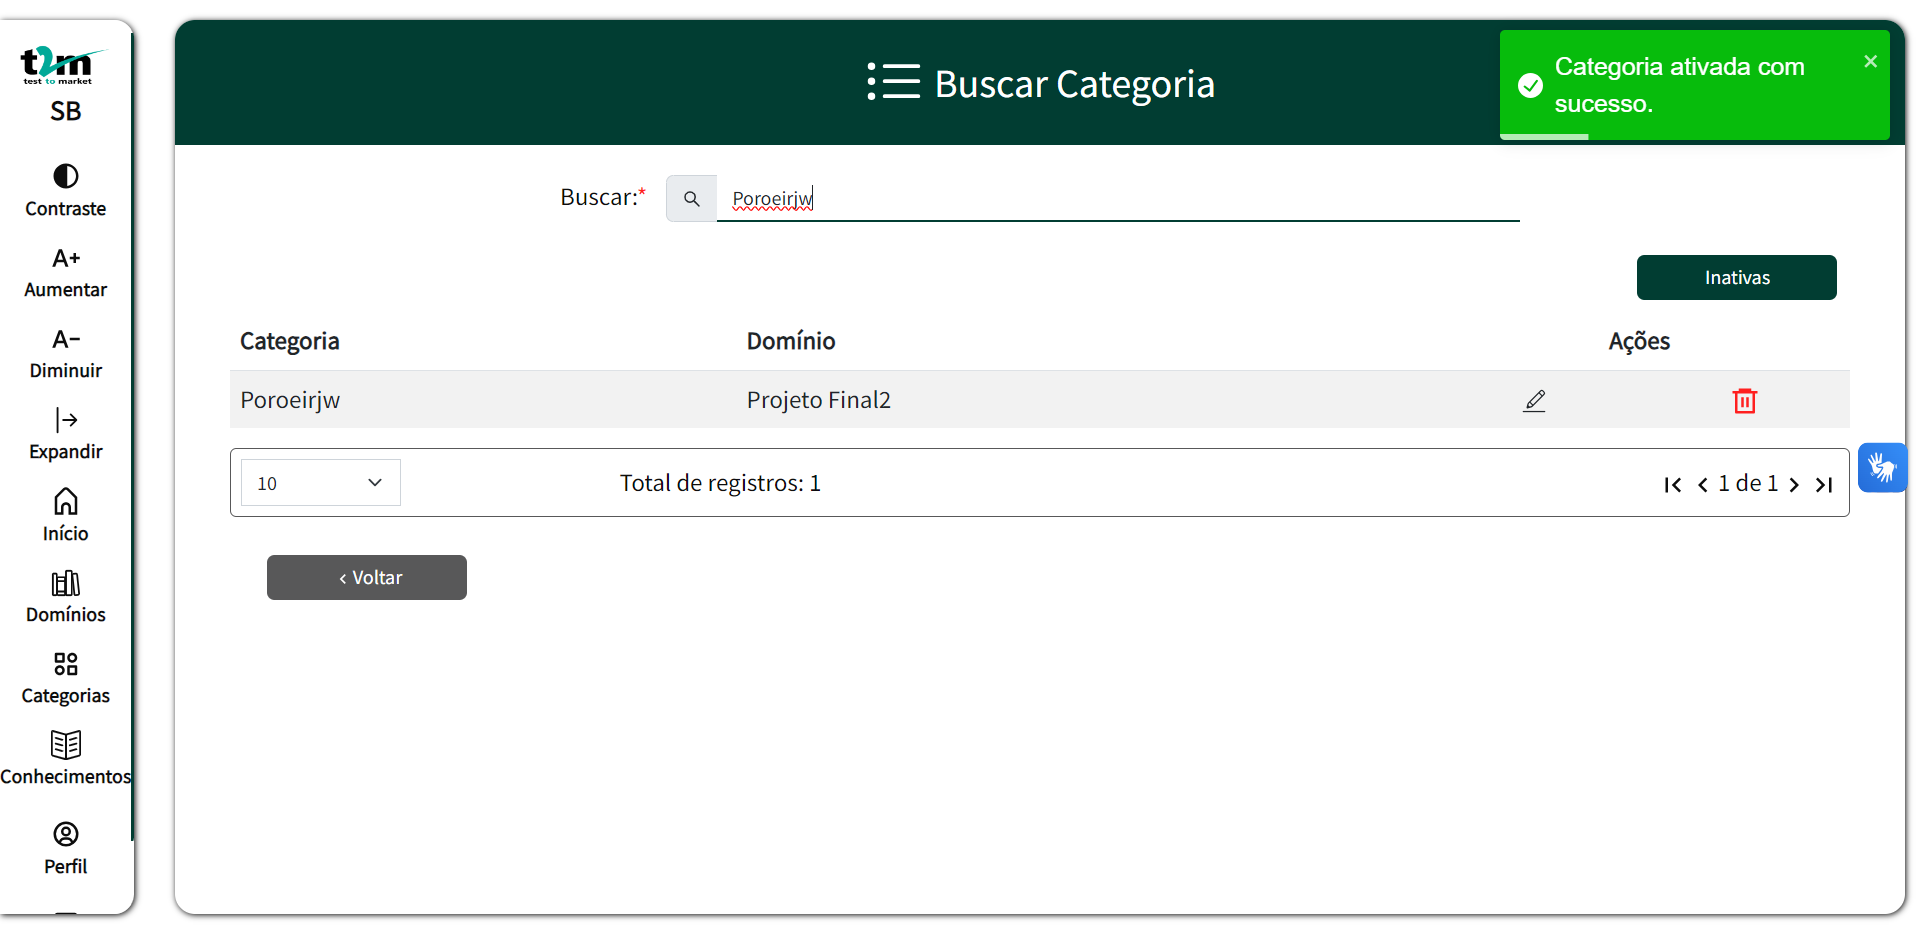 t2m
test to market
SB
Contraste
A+
Aumentar
A-
Diminuir
Expandir
Início
Domínios
Categorias
Conhecimentos
Perfil
Buscar Categoria
Categoria ativada com
sucesso.
Buscar:* Poroeirjw
Inativas
Categoria Domínio Ações
Poroeirjw Projeto Final2
10 Total de registros: 1 1 de 1
‹ Voltar